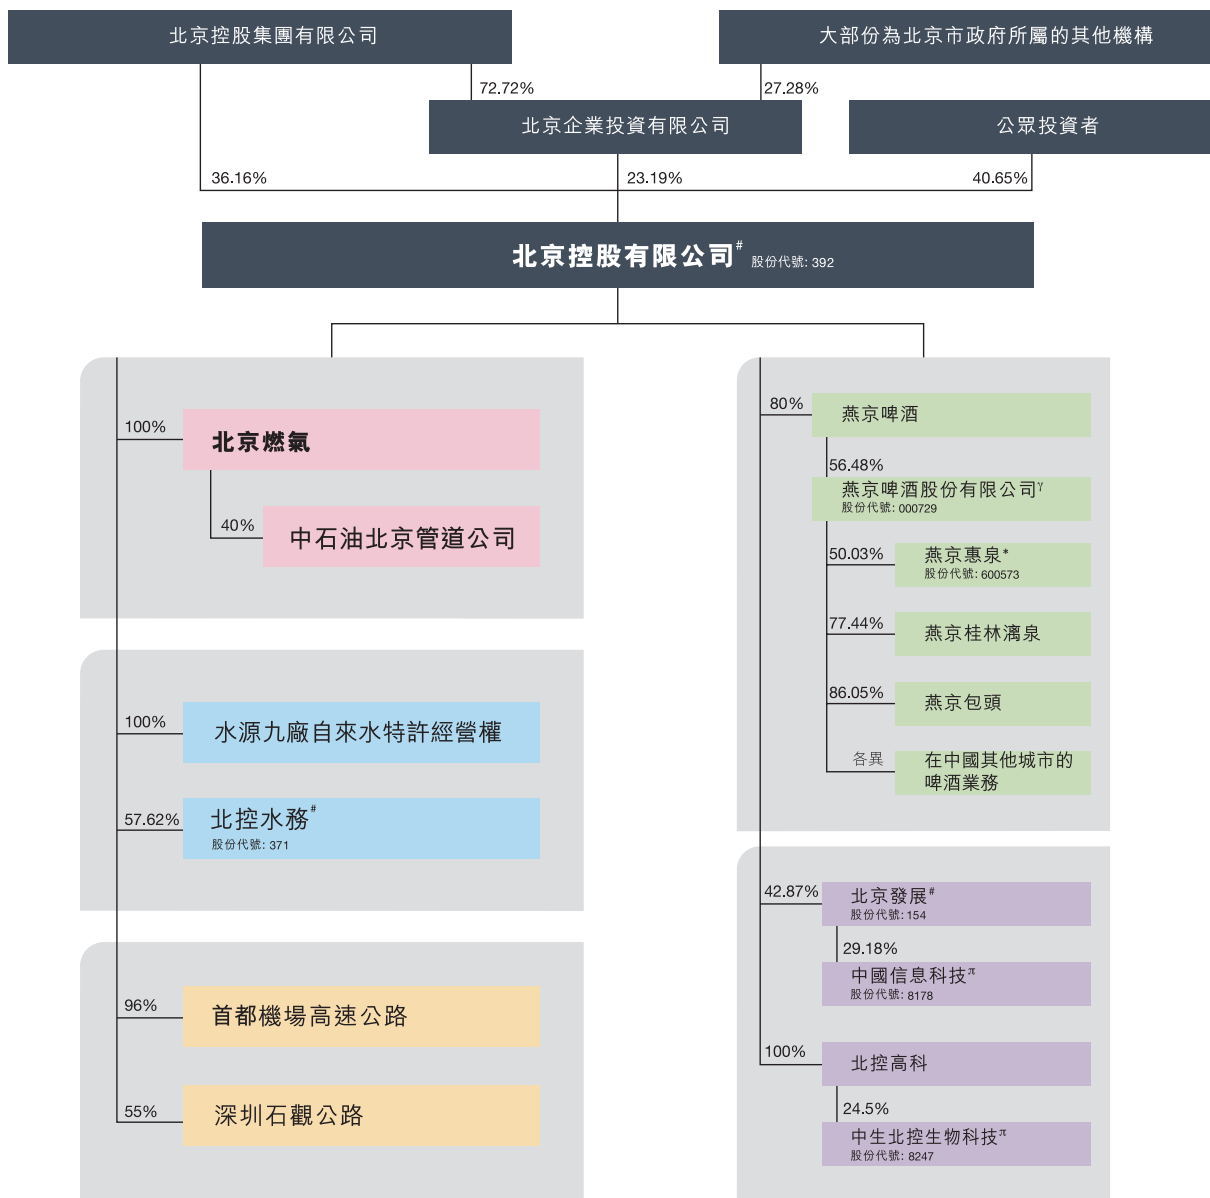 北京控股集團有限公司
大部份為北京市政府所屬的其他機構
72.72%
27.28%
北京企業投資有限公司
公眾投資者
36.16%
23.19%
40.65%
北京控股有限公司# 股份代號: 392
100%
北京燃氣
40%
中石油北京管道公司
100%
水源九廠自來水特許經營權
57.62%
北控水務#
股份代號: 371
96%
首都機場高速公路
55%
深圳石觀公路
80%
燕京啤酒
56.48%
燕京啤酒股份有限公司γ
股份代號: 000729
50.03%
燕京惠泉*
股份代號: 600573
77.44%
燕京桂林漓泉
86.05%
燕京包頭
各異
在中國其他城市的
啤酒業務
42.87%
北京發展#
股份代號: 154
29.18%
中國信息科技π
股份代號: 8178
100%
北控高科
24.5%
中生北控生物科技π
股份代號: 8247